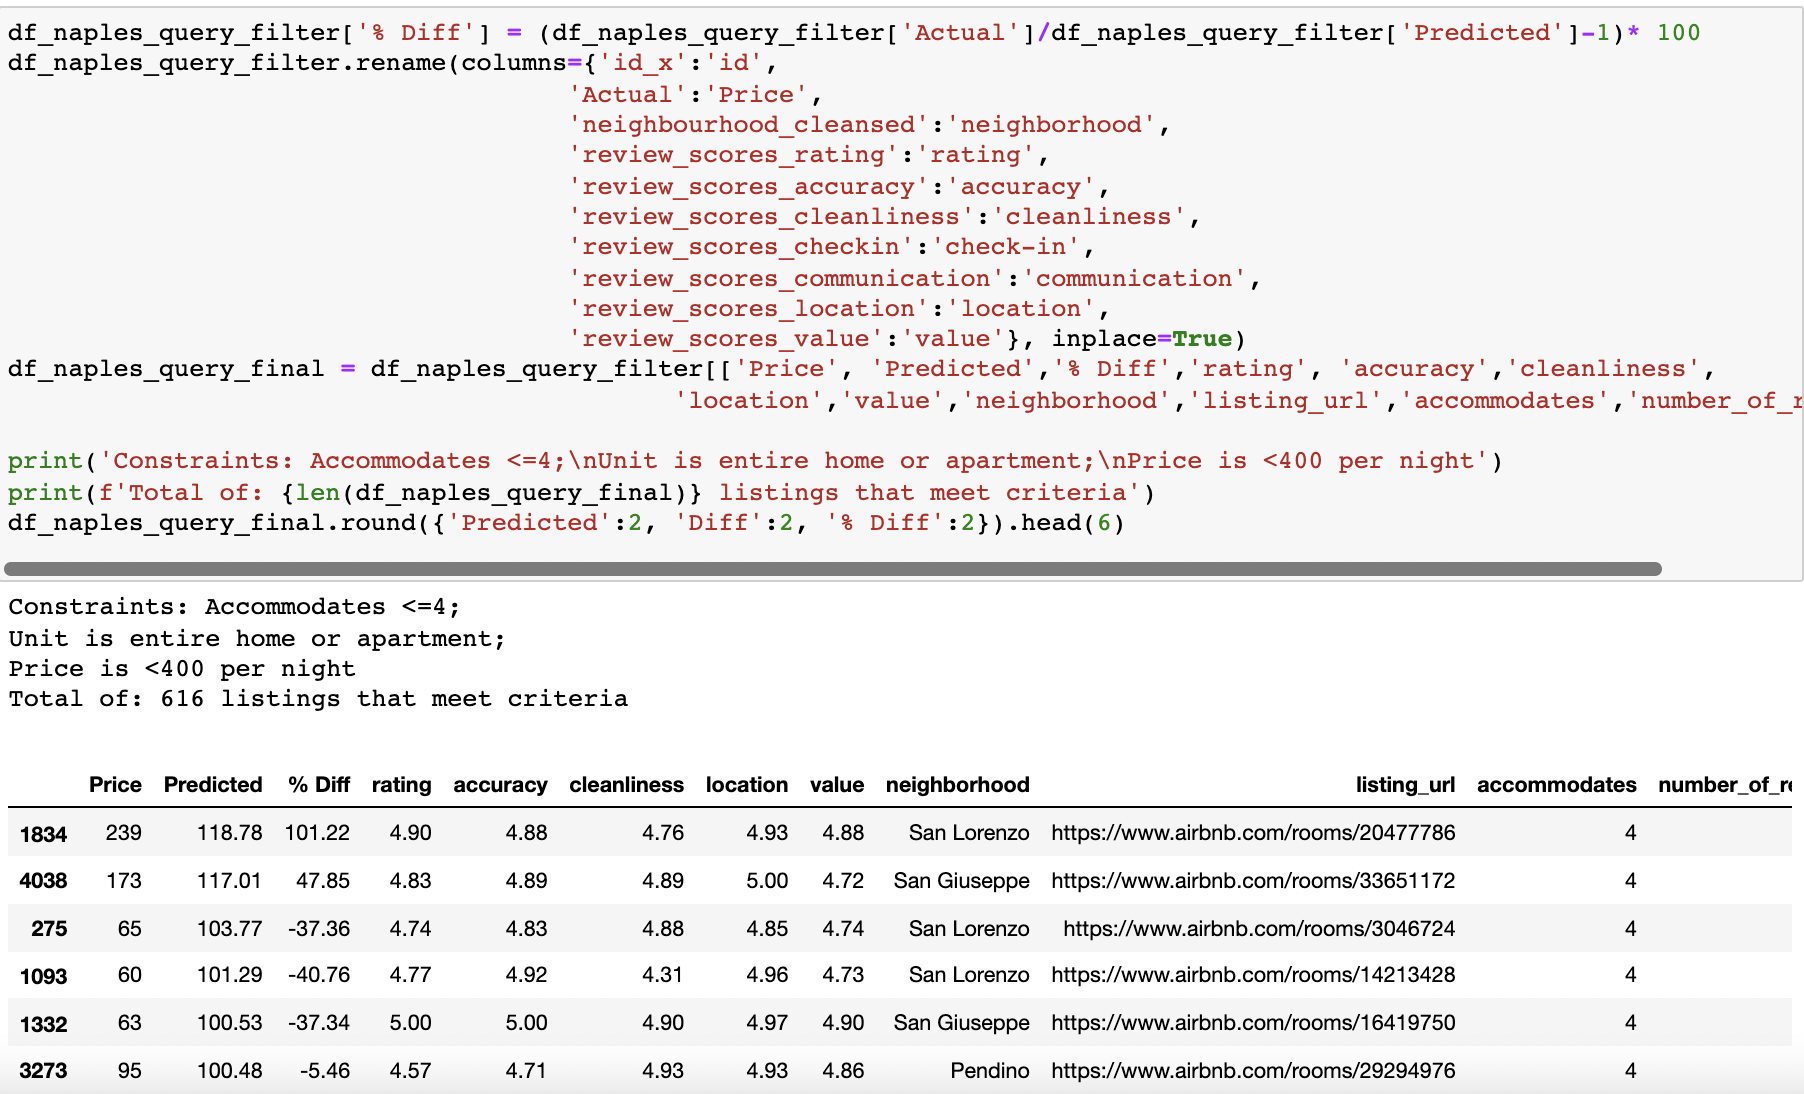 df_naples_query_filter['% Diff'] = (df_naples_query_filter['Actual']/df_naples_query_filter['Predicted']-1)* 100
df_naples_query_filter.rename(columns={'id_x':'id',
'Actual':'Price',
'neighbourhood_cleansed':'neighborhood',
'review_scores_rating':'rating',
'review_scores_accuracy':'accuracy',
'review_scores_cleanliness':'cleanliness',
'review_scores_checkin':'check-in',
'review_scores_communication':'communication',
'review_scores_location':'location',
'review_scores_value':'value'}, inplace=True)
df_naples_query_final = df_naples_query_filter[['Price', 'Predicted','% Diff','rating', 'accuracy','cleanliness',
'location','value','neighborhood','listing_url','accommodates','number_of_r
print('Constraints: Accommodates <=4;\nUnit is entire home or apartment;\nPrice is <400 per night')
print(f'Total of: {len(df_naples_query_final)} listings that meet criteria')
df_naples_query_final.round({'Predicted':2, 'Diff':2, '% Diff':2}).head(6)
Constraints: Accommodates <=4;
Unit is entire home or apartment;
Price is <400 per night
Total of: 616 listings that meet criteria
Price Predicted % Diff rating accuracy cleanliness location value neighborhood listing_url accommodates number_of_re
1834 239 118.78 101.22 4.90 4.88 4.76 4.93 4.88 San Lorenzo https://www.airbnb.com/rooms/20477786 4
4038 173 117.01 47.85 4.83 4.89 4.89 5.00 4.72 San Giuseppe https://www.airbnb.com/rooms/33651172 4
275 65 103.77 -37.36 4.74 4.83 4.88 4.85 4.74 San Lorenzo https://www.airbnb.com/rooms/3046724 4
1093 60 101.29 -40.76 4.77 4.92 4.31 4.96 4.73 San Lorenzo https://www.airbnb.com/rooms/14213428 4
1332 63 100.53 -37.34 5.00 5.00 4.90 4.97 4.90 San Giuseppe https://www.airbnb.com/rooms/16419750 4
3273 95 100.48 -5.46 4.57 4.71 4.93 4.93 4.86 Pendino https://www.airbnb.com/rooms/29294976 4